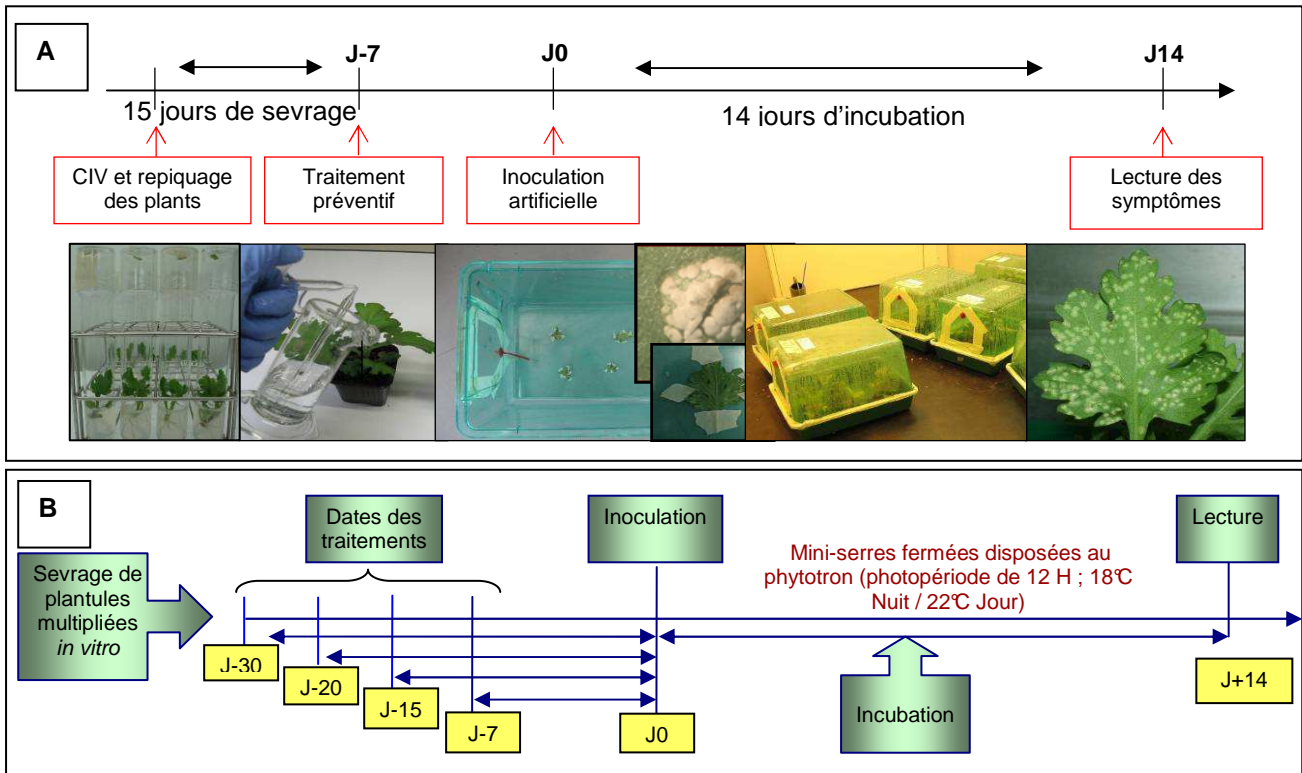 A
J-7
J0
J14
15 jours de sevrage
14 jours d'incubation
CIV et repiquage
des plants
Traitement
préventif
Inoculation
artificielle
Lecture des
symptômes
B
Sevrage de
plantules
multipliées
in vitro
Dates des
traitements
Inoculation
Lecture
Mini-serres fermées disposées au
phytotron (photopériode de 12 H ; 18°C
Nuit / 22°C Jour)
J-30
J-20
J-15
J-7
J0
Incubation
J+14